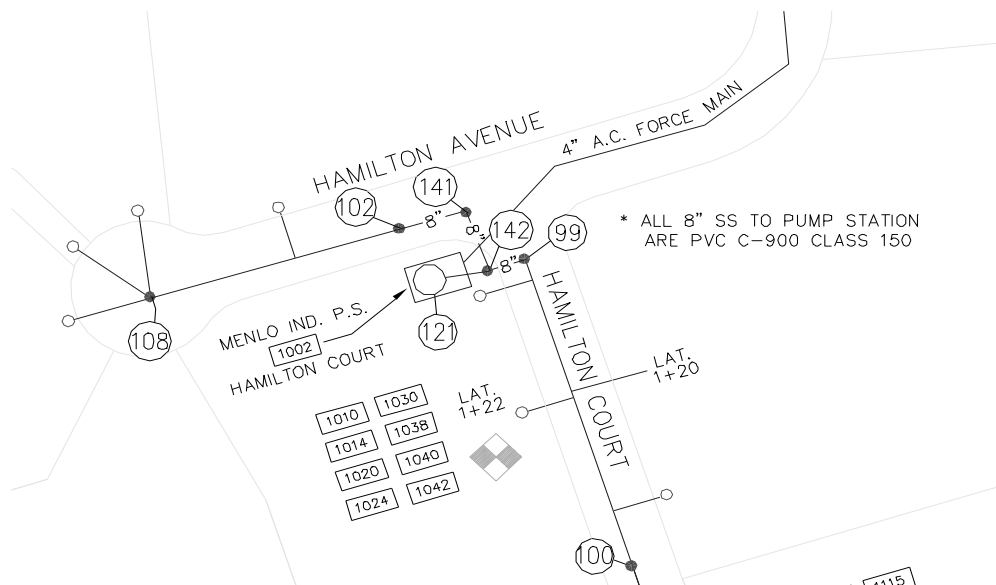 HAMILTON AVENUE
4" A.C. FORCE MAIN
141
102
8"
8"
142
99
8"
* ALL 8" SS TO PUMP STATION
ARE PVC C-900 CLASS 150
108
121
MENLO IND. P.S.
1002
HAMILTON COURT
HAMILTON COURT
LAT.
1+20
LAT.
1+22
1010
1030
1014
1038
1020
1040
1024
1042
100
1115